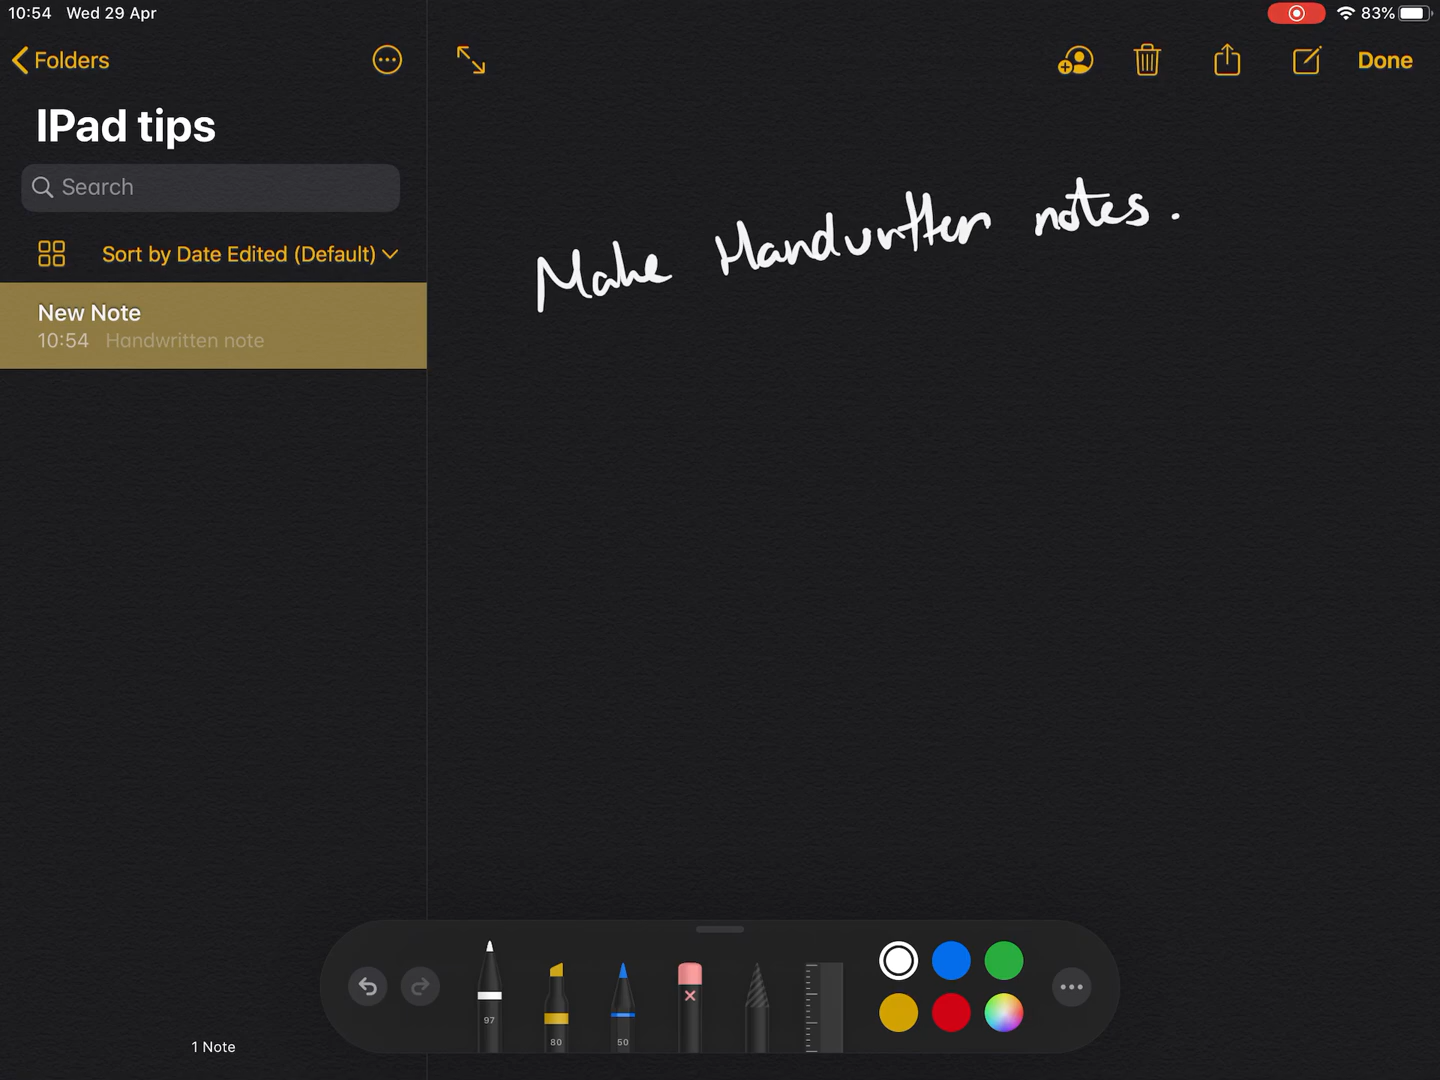 10:54 Wed 29 Apr 83%
Folders Done
IPad tips
Search
Sort by Date Edited (Default)
New Note
10:54 Handwritten note
Make Handwritten notes.
97 80 50
1 Note